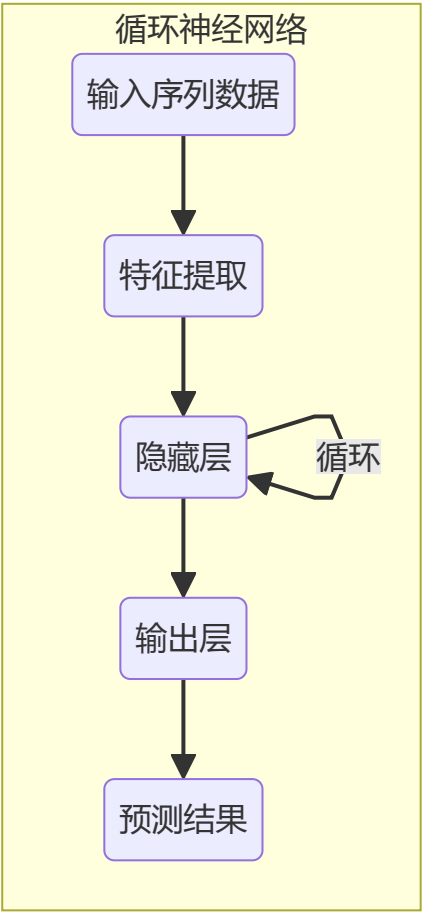 循环神经网络
输入序列数据
特征提取
隐藏层
循环
输出层
预测结果